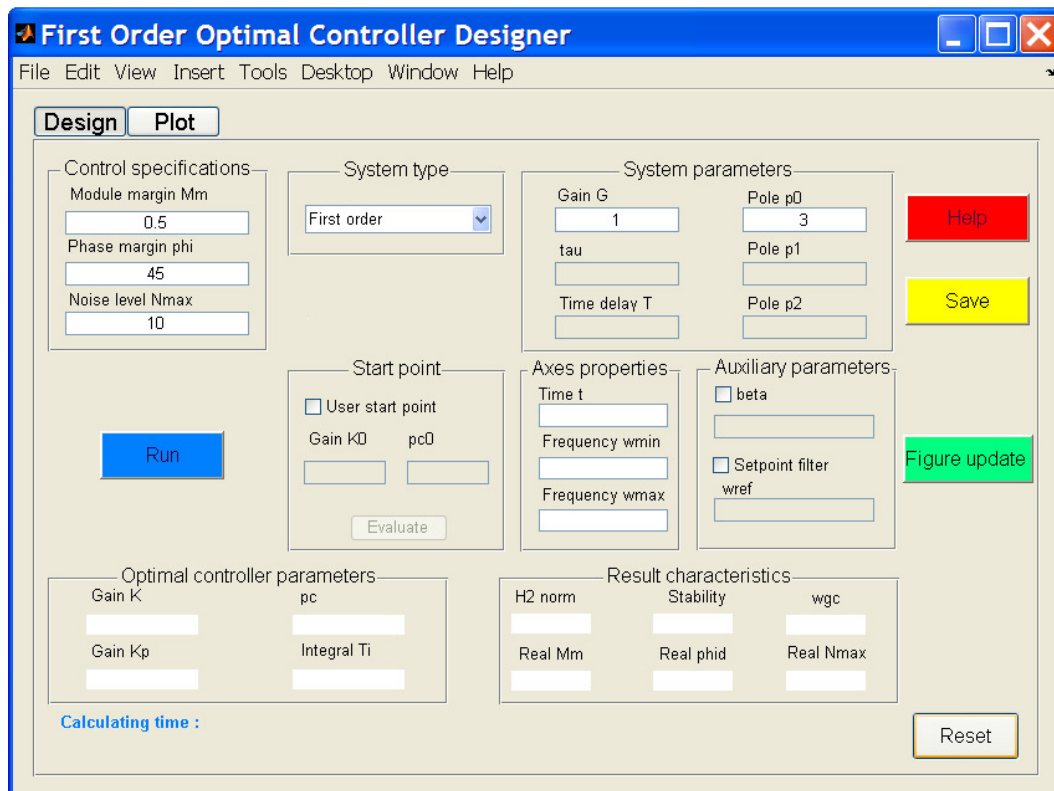 First Order Optimal Controller Designer
File Edit View Insert Tools Desktop Window Help
Design Plot
Control specifications
Module margin Mm
0.5
Phase margin phi
45
Noise level Nmax
10
System type
First order
System parameters
Gain G Pole p0
1 3
tau Pole p1
Time delay T Pole p2
Help
Save
Run
Start point
User start point
Gain K0 pc0
Evaluate
Axes properties
Time t
Frequency wmin
Frequency wmax
Auxiliary parameters
beta
Setpoint filter
wref
Figure update
Optimal controller parameters
Gain K pc
Gain Kp Integral Ti
Result characteristics
H2 norm Stability wgc
Real Mm Real phid Real Nmax
Calculating time :
Reset